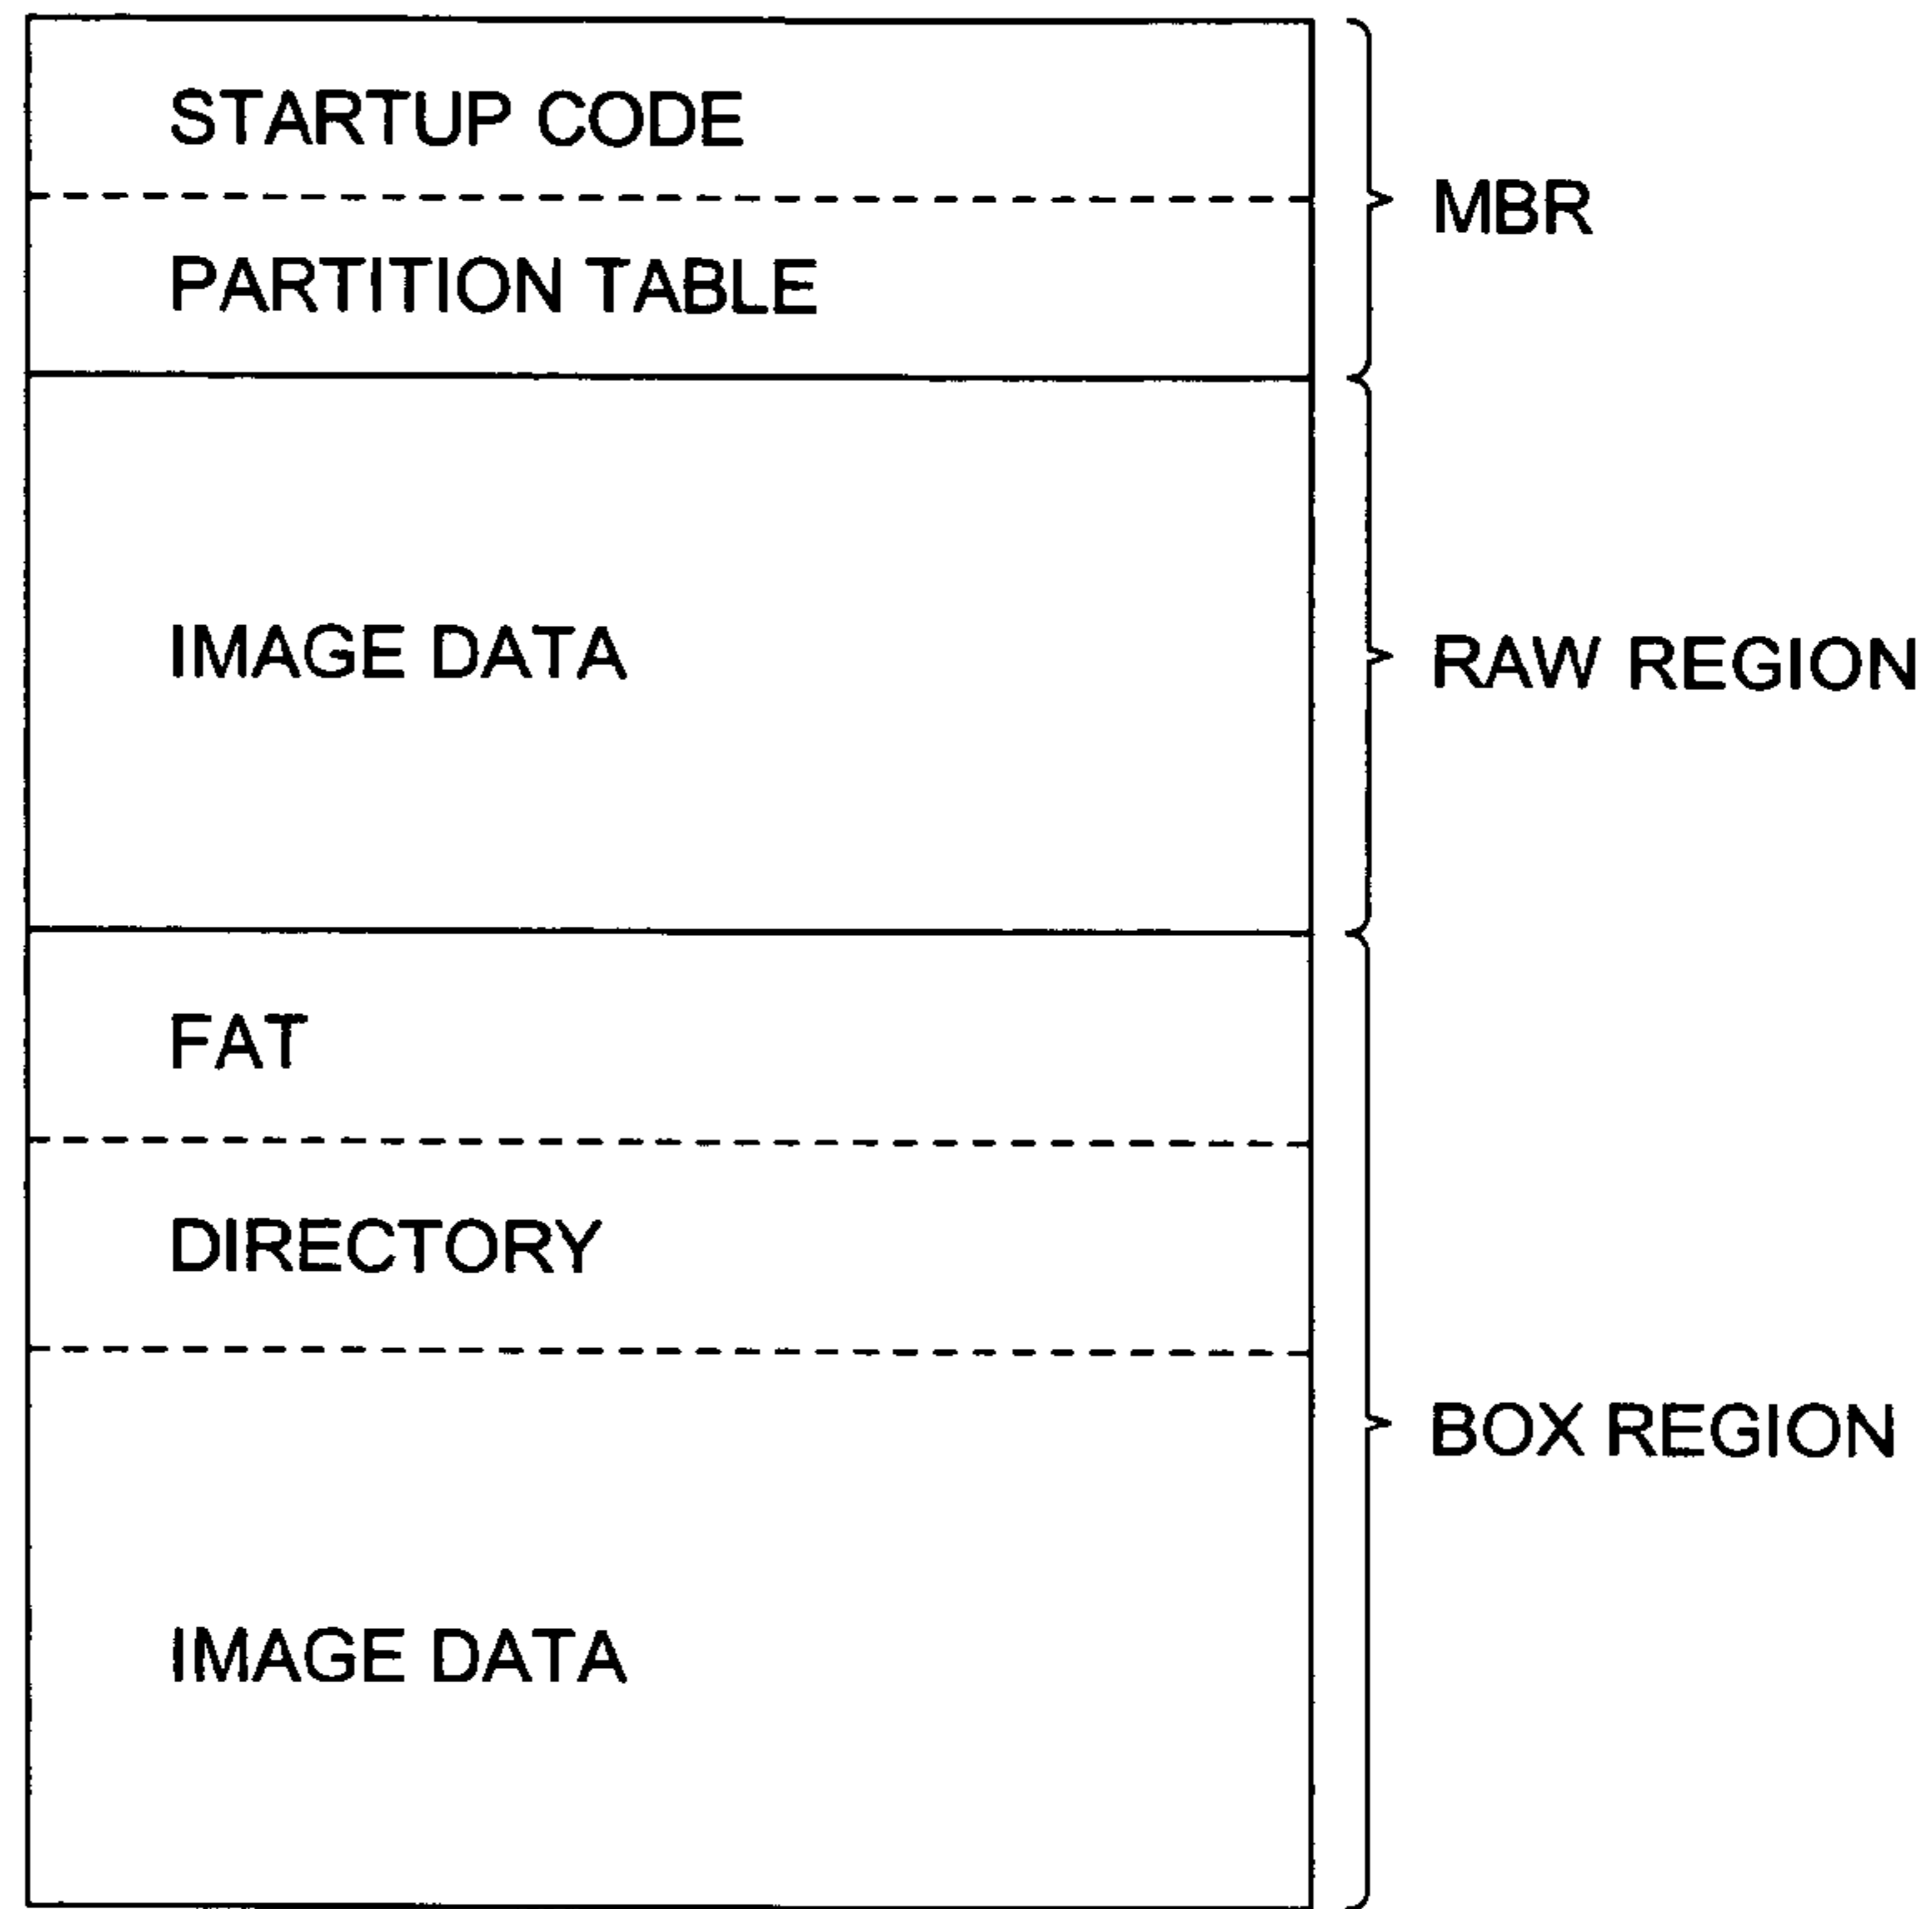 STARTUP CODE
PARTITION TABLE
MBR
IMAGE DATA
RAW REGION
FAT
DIRECTORY
IMAGE DATA
BOX REGION